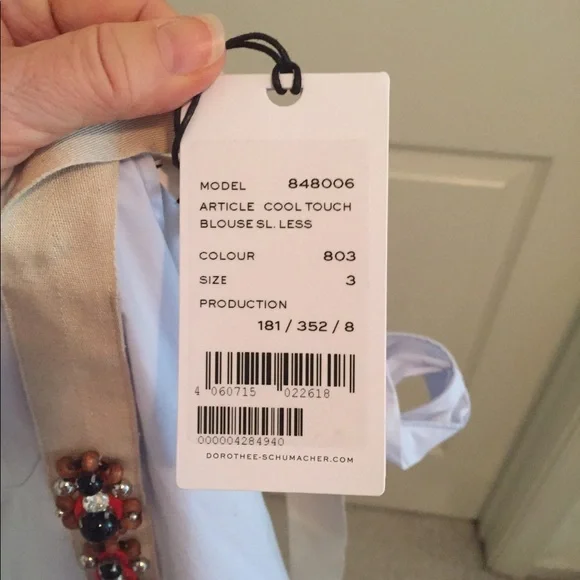 MODEL 848006
ARTICLE COOL TOUCH
BLOUSE SL. LESS
COLOUR 803
SIZE 3
PRODUCTION
181 / 352 / 8
4 060715 022618
000004284940
DOROTHEE-SCHUMACHER.COM